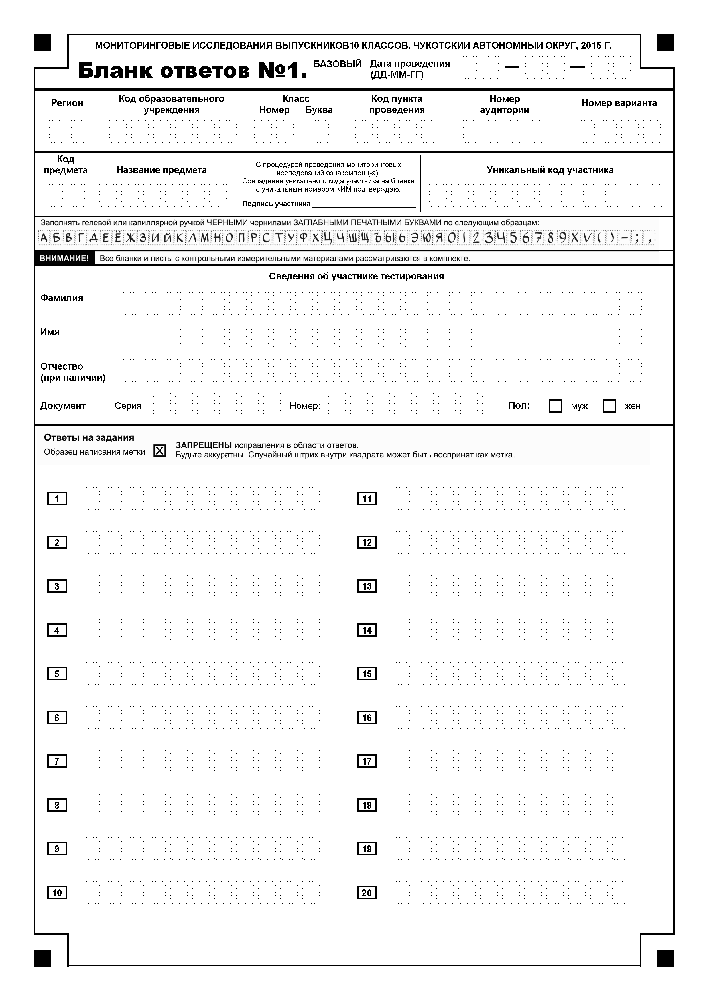 МОНИТОРИНГОВЫЕ ИССЛЕДОВАНИЯ ВЫПУСКНИКОВ10 КЛАССОВ. ЧУКОТСКИЙ АВТОНОМНЫЙ ОКРУГ, 2015 Г.
Бланк ответов №1. БАЗОВЫЙ Дата проведения
(ДД-ММ-ГГ) — —
Регион Код образовательного учреждения Класс Номер Буква Код пункта проведения Номер аудитории Номер варианта
Код предмета Название предмета
С процедурой проведения мониторинговых
исследований ознакомлен (-а).
Совпадение уникального кода участника на бланке
с уникальным номером КИМ подтверждаю.
Подпись участника
Уникальный код участника
Заполнять гелевой или капиллярной ручкой ЧЕРНЫМИ чернилами ЗАГЛАВНЫМИ ПЕЧАТНЫМИ БУКВАМИ по следующим образцам:
А Б В Г Д Е Ё Ж З И Й К Л М Н О П Р С Т У Ф Х Ц Ч Ш Щ Ъ Ы Ь Э Ю Я 0 1 2 3 4 5 6 7 8 9 X V ( ) - ; ,
ВНИМАНИЕ! Все бланки и листы с контрольными измерительными материалами рассматриваются в комплекте.
Сведения об участнике тестирования
Фамилия
Имя
Отчество
(при наличии)
Документ Серия: Номер: Пол: муж жен
Ответы на задания
Образец написания метки X
ЗАПРЕЩЕНЫ исправления в области ответов.
Будьте аккуратны. Случайный штрих внутри квадрата может быть воспринят как метка.
1 11
2 12
3 13
4 14
5 15
6 16
7 17
8 18
9 19
10 20